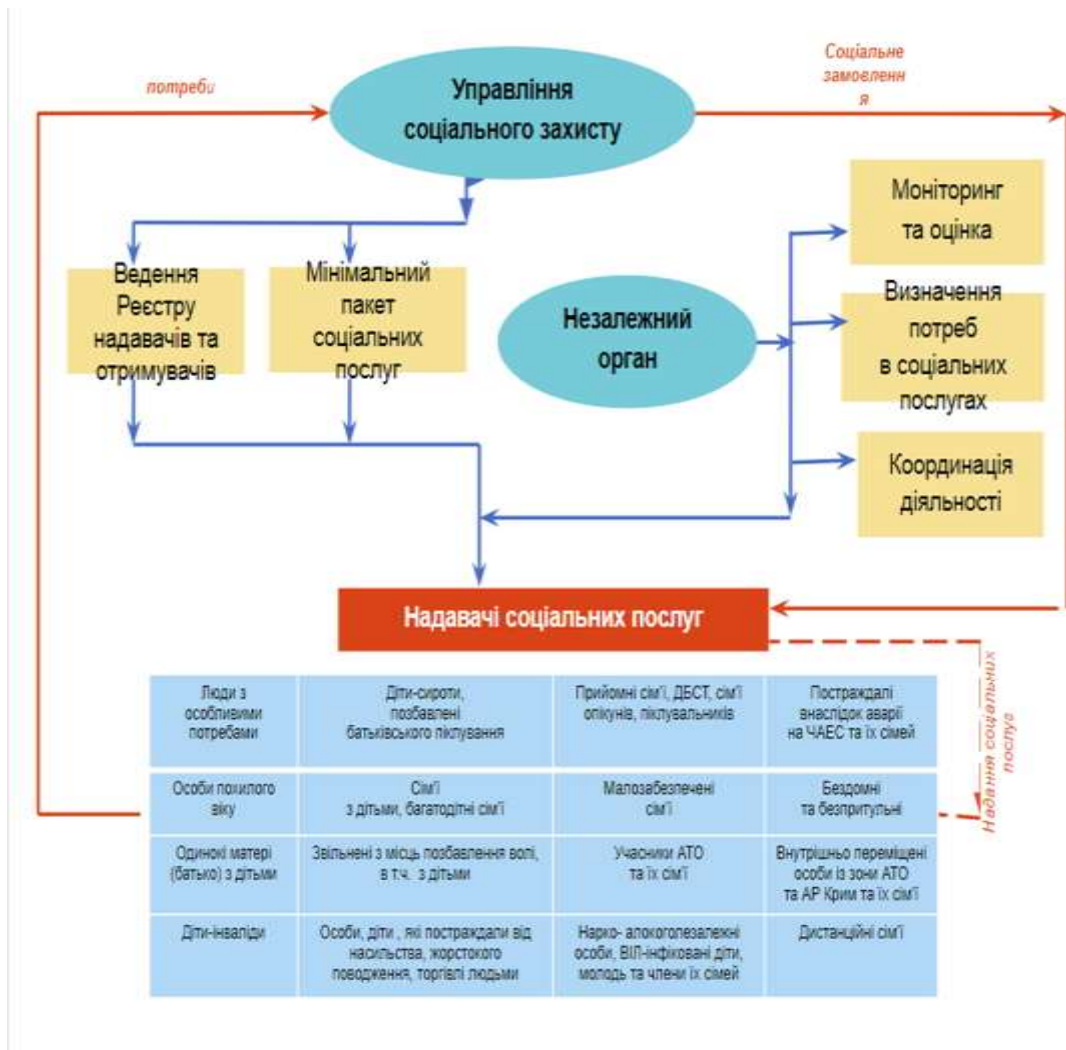 потреби
Соціальне
замовленн
я
Управління
соціального захисту
Ведення
Реєстру
надавачів та
отримувачів
Мінімальний
пакет
соціальних
послуг
Незалежний
орган
Моніторинг
та оцінка
Визначення
потреб
в соціальних
послугах
Координація
діяльності
Надавачі соціальних послуг
Надання соціальних
послуг
Люди з
особливими
потребами
Діти-сироти,
позбавлені
батьківського піклування
Прийомні сім'ї, ДБСТ, сім'ї
опікунів, піклувальників
Постраждалі
внаслідок аварії
на ЧАЕС та їх сімей
Особи похилого
віку
Сім'ї
з дітьми, багатодітні сім'ї
Малозабезпечені
сім'ї
Бездомні
та безпритульні
Одинокі матері
(батько) з дітьми
Звільнені з місць позбавлення волі,
в т.ч. з дітьми
Учасники АТО
та їх сім'ї
Внутрішньо переміщені
особи із зони АТО
та АР Крим та їх сім'ї
Діти-інваліди
Особи, діти , які постраждали від
насильства, жорстокого
поводження, торгівлі людьми
Нарко- алокоголезалежні
особи, ВІЛ-інфіковані діти,
молодь та члени їх сімей
Дистанційні сім'ї